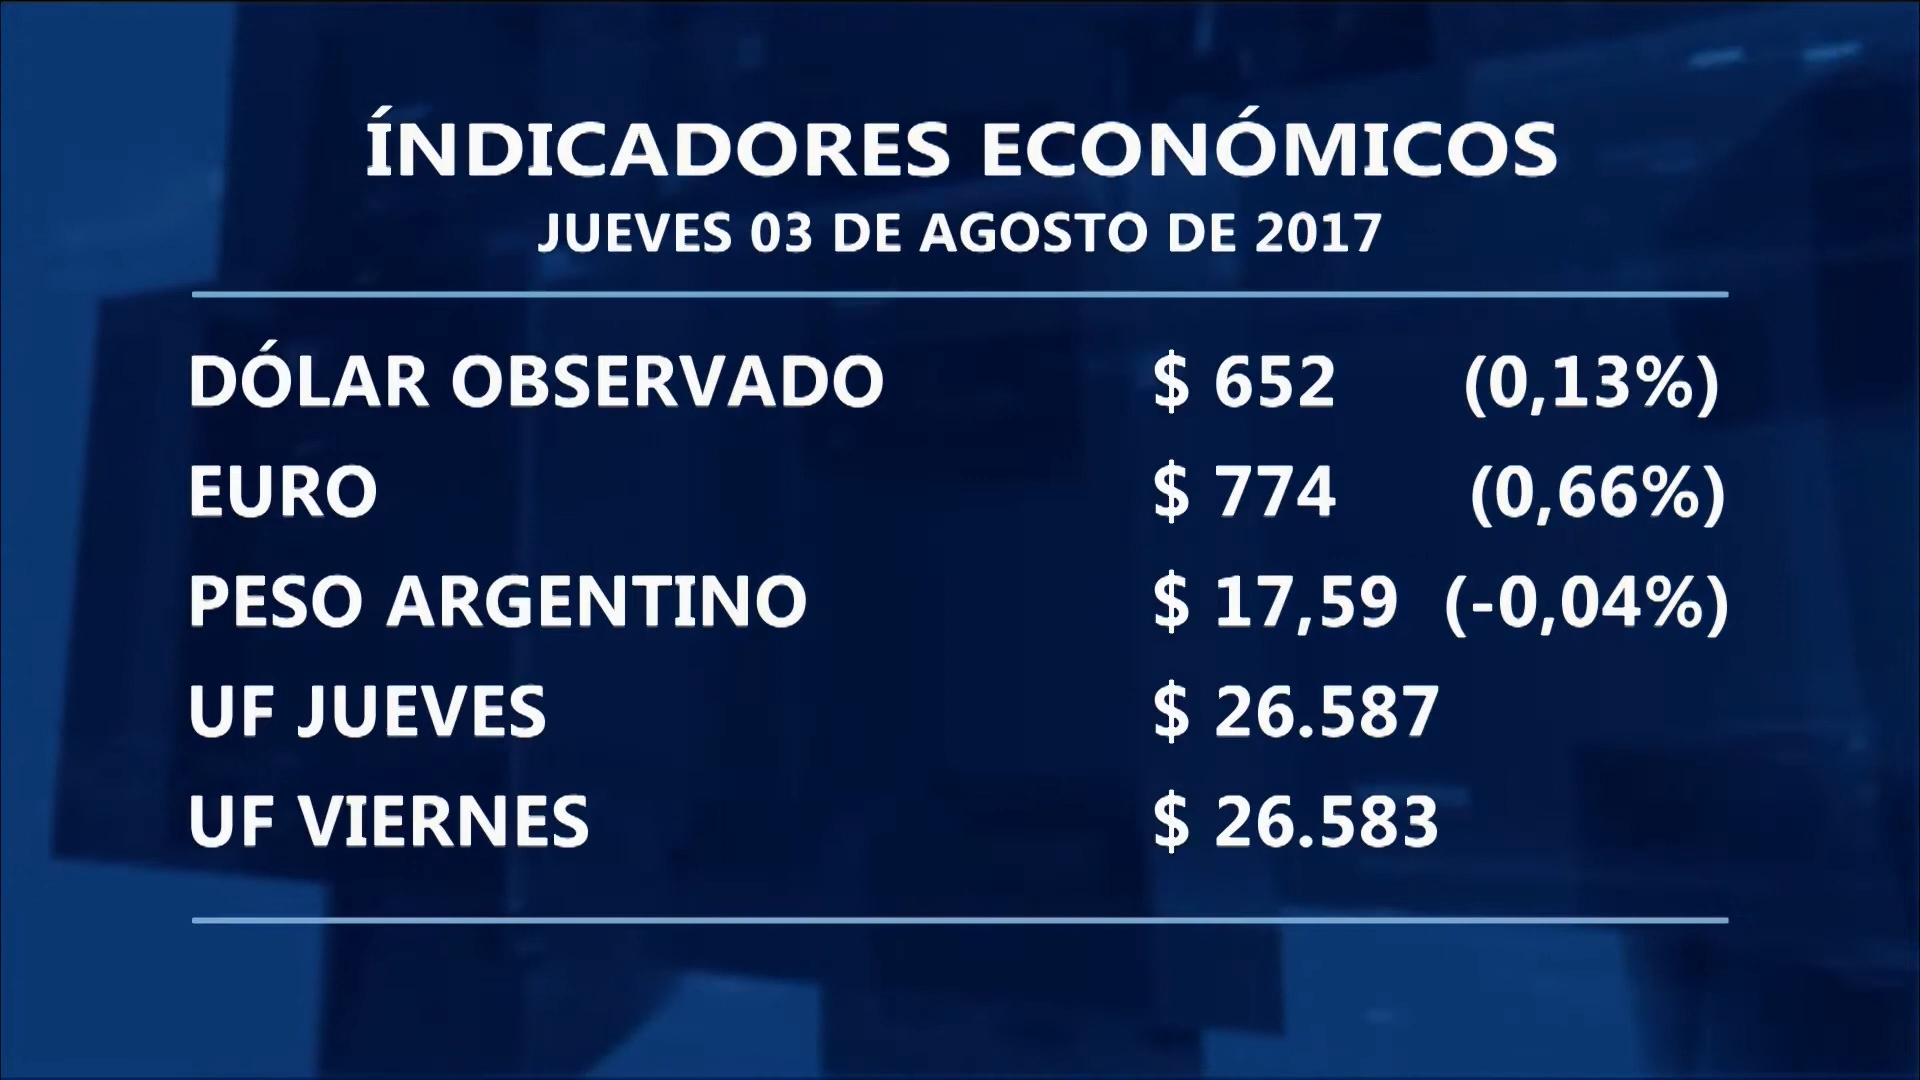 ÍNDICADORES ECONÓMICOS
JUEVES 03 DE AGOSTO DE 2017
DÓLAR OBSERVADO $ 652 (0,13%)
EURO $ 774 (0,66%)
PESO ARGENTINO $ 17,59 (-0,04%)
UF JUEVES $ 26.587
UF VIERNES $ 26.583